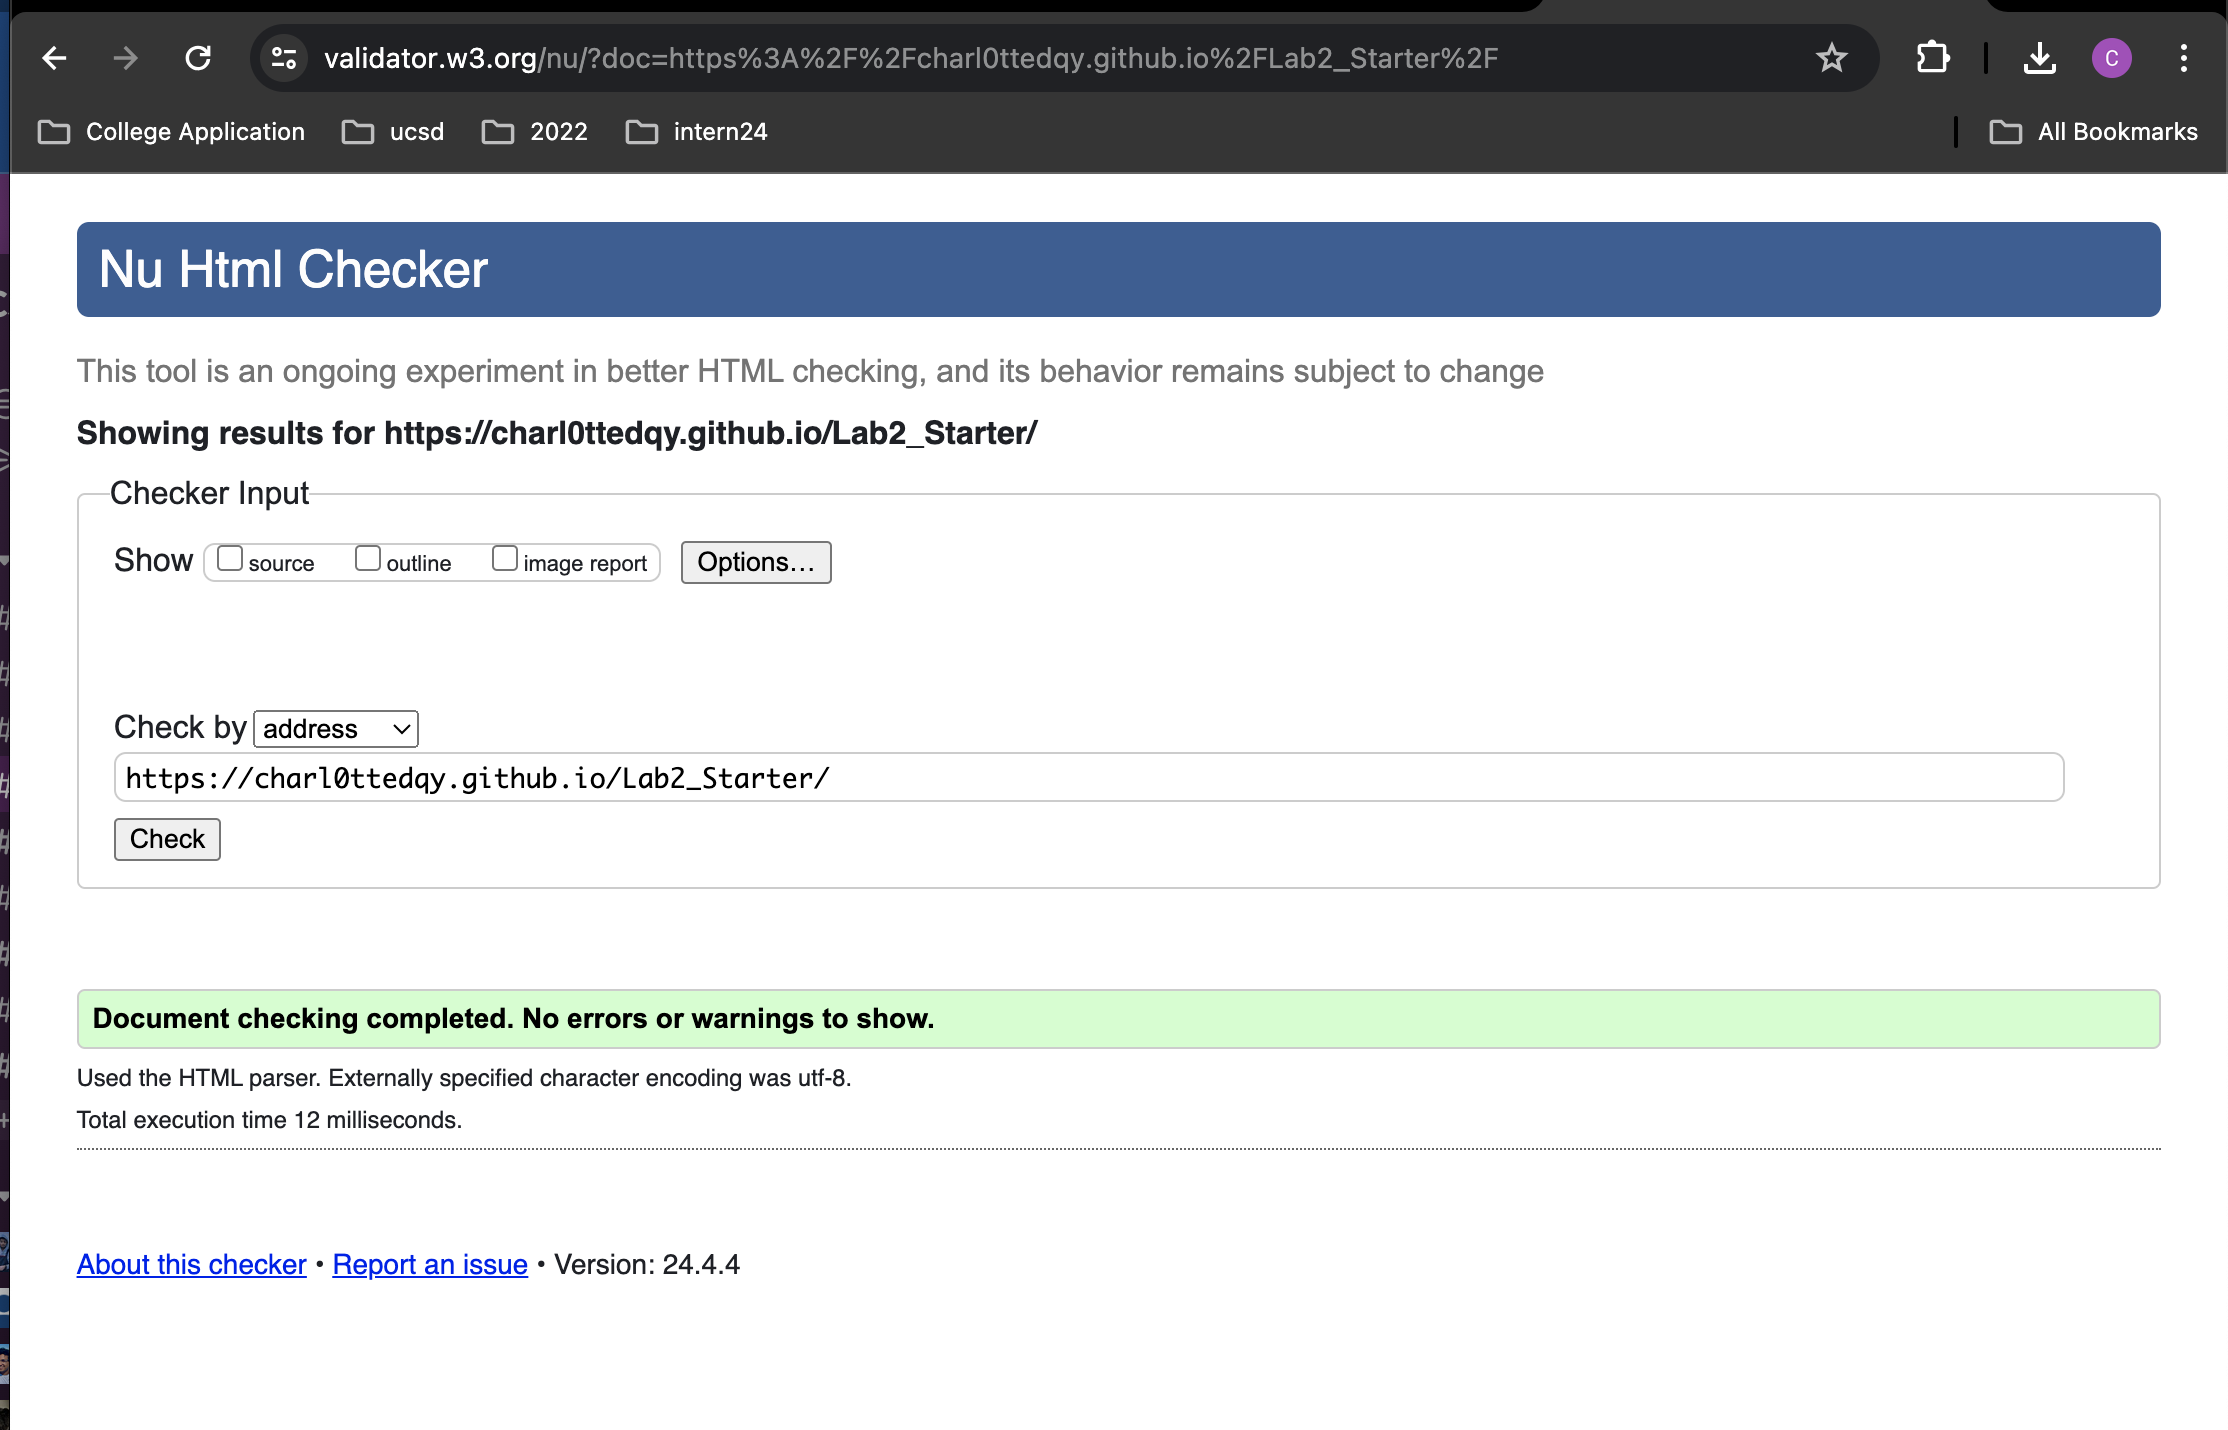 validator.w3.org/nu/?doc=https%3A%2F%2Fcharl0ttedqy.github.io%2FLab2_Starter%2F
C
College Application ucsd 2022 intern24 All Bookmarks
Nu Html Checker
This tool is an ongoing experiment in better HTML checking, and its behavior remains subject to change
Showing results for https://charl0ttedqy.github.io/Lab2_Starter/
Checker Input
Show source outline image report Options...
Check by address
https://charl0ttedqy.github.io/Lab2_Starter/
Check
Document checking completed. No errors or warnings to show.
Used the HTML parser. Externally specified character encoding was utf-8.
Total execution time 12 milliseconds.
About this checker • Report an issue • Version: 24.4.4